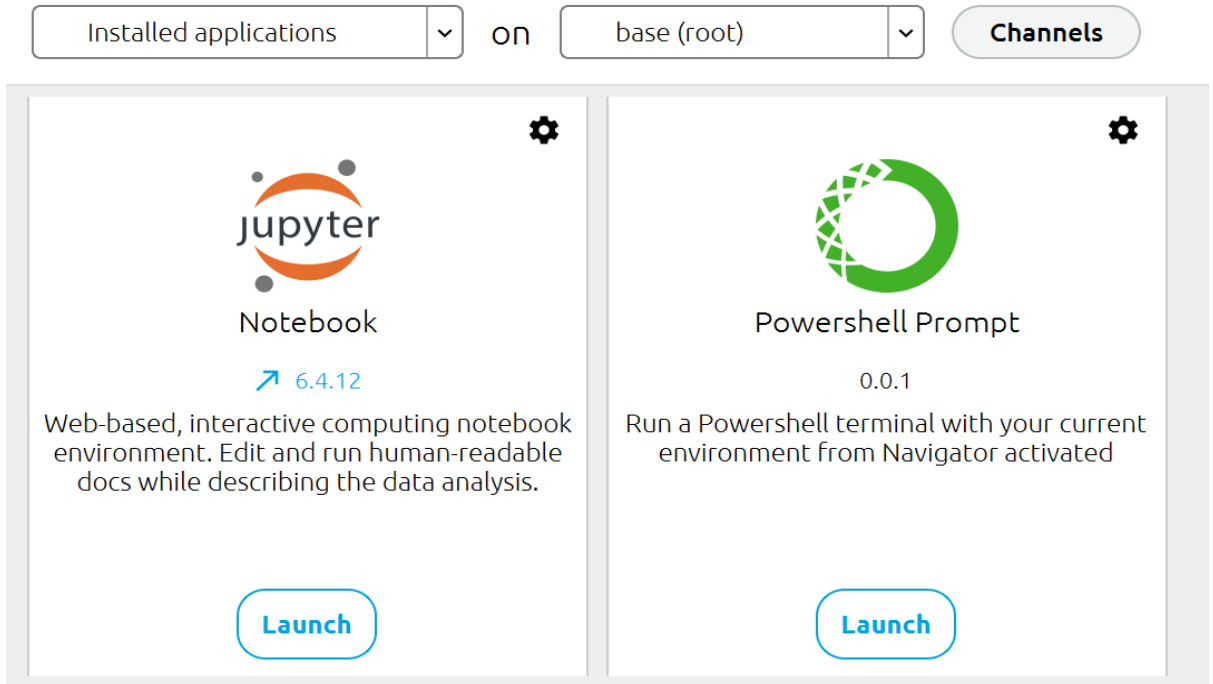 Installed applications on base (root) Channels
jupyter
Notebook
6.4.12
Web-based, interactive computing notebook
environment. Edit and run human-readable
docs while describing the data analysis.
Launch
Powershell Prompt
0.0.1
Run a Powershell terminal with your current
environment from Navigator activated
Launch